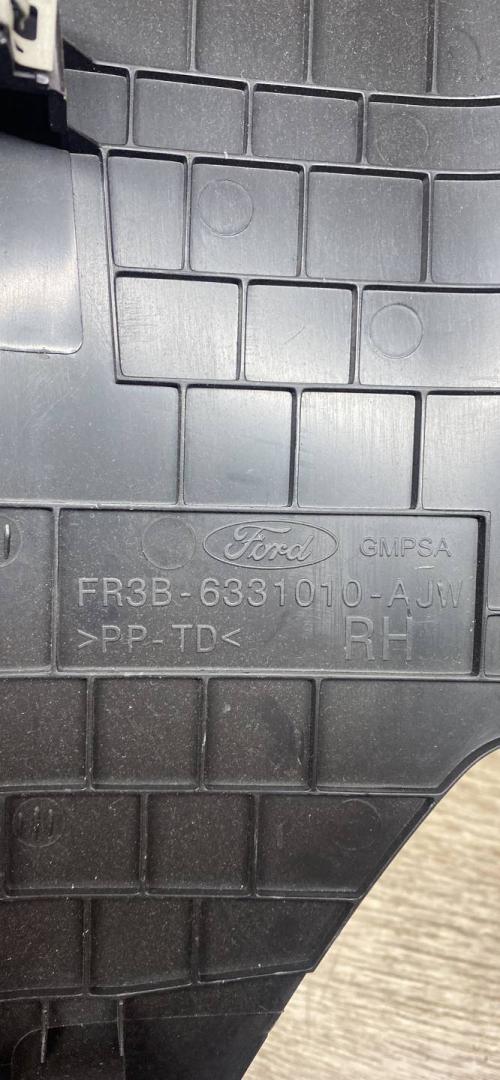 Ford GMPSA
FR3B-6331010-AJW
>PP-TD< RH